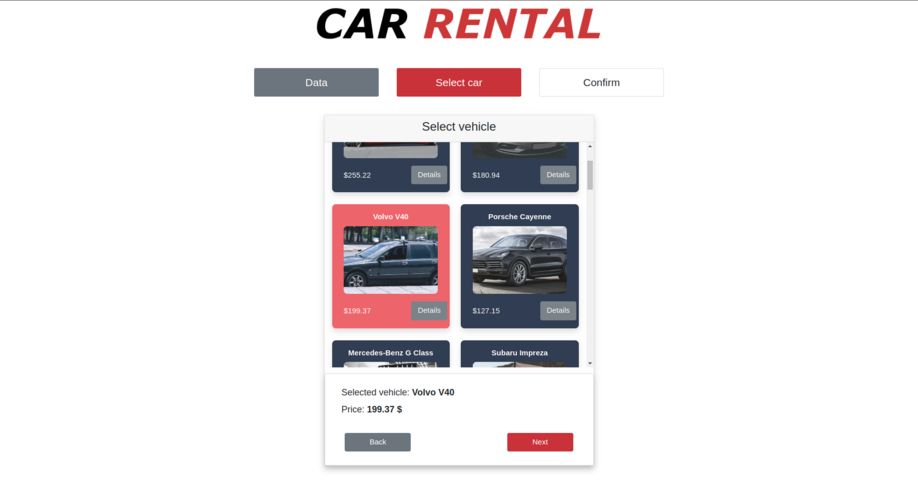 CAR RENTAL
Data Select car Confirm
Select vehicle
$255.22 Details $180.94 Details
Volvo V40 Porsche Cayenne
$199.37 Details $127.15 Details
Mercedes-Benz G Class Subaru Impreza
Selected vehicle: Volvo V40
Price: 199.37 $
Back Next